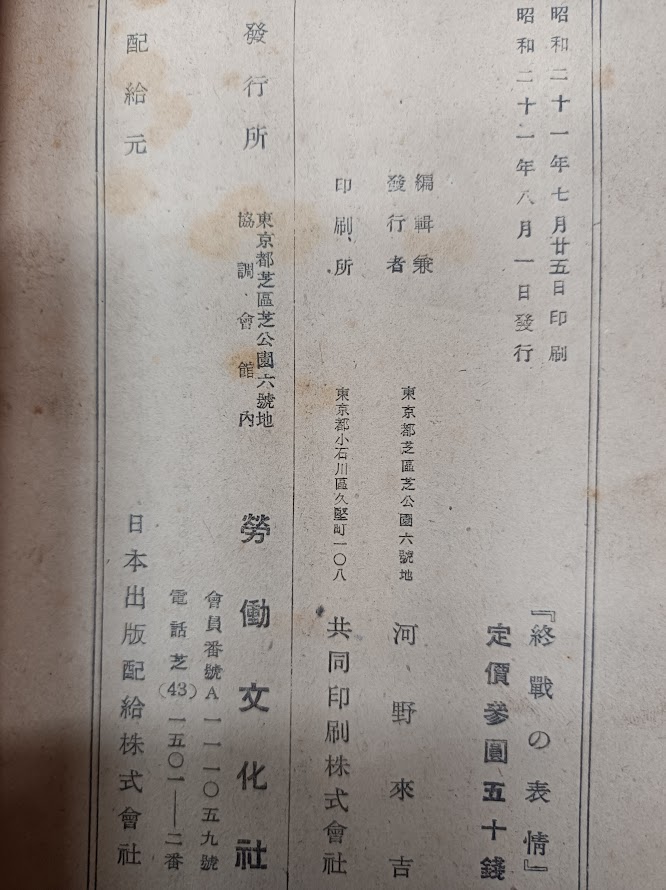 昭和二十一年七月廿五日印刷
昭和二十一年八月一日發行
『終戰の表情』
定價參圓五十錢
編輯兼
發行者
東京都芝區芝公園六號地
河野來吉
印刷所
東京都小石川區久堅町一〇八
共同印刷株式會社
發行所
東京都芝區芝公園六號地
協調會館內
勞働文化社
會員番號A一一一〇五九號
電話芝(43)一五〇一――二番
配給元
日本出版配給株式會社